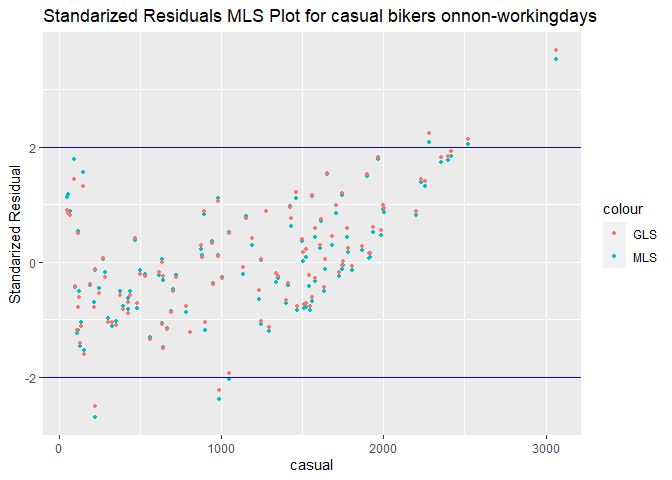 Standarized Residuals MLS Plot for casual bikers onnon-workingdays
Standarized Residual
2
0
-2
0
1000
2000
3000
casual
colour
GLS
MLS